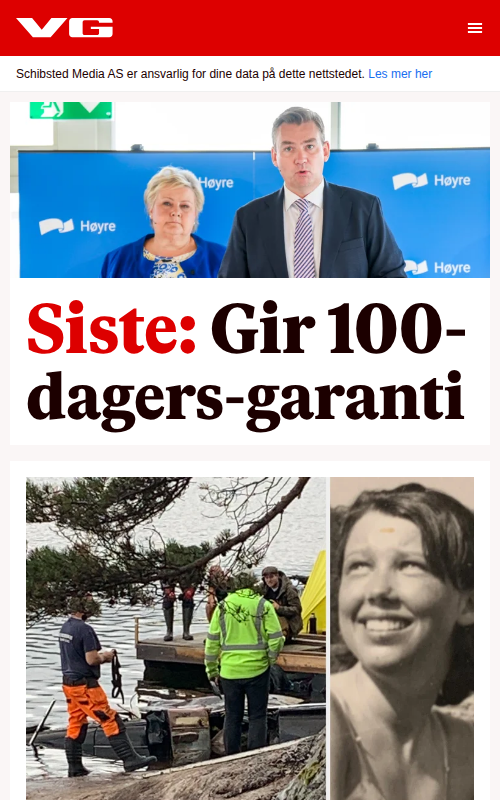 VG
Schibsted Media AS er ansvarlig for dine data på dette nettstedet. Les mer her
Høyre
Høyre
Høyre
Høyre
Siste: Gir 100-
dagers-garanti